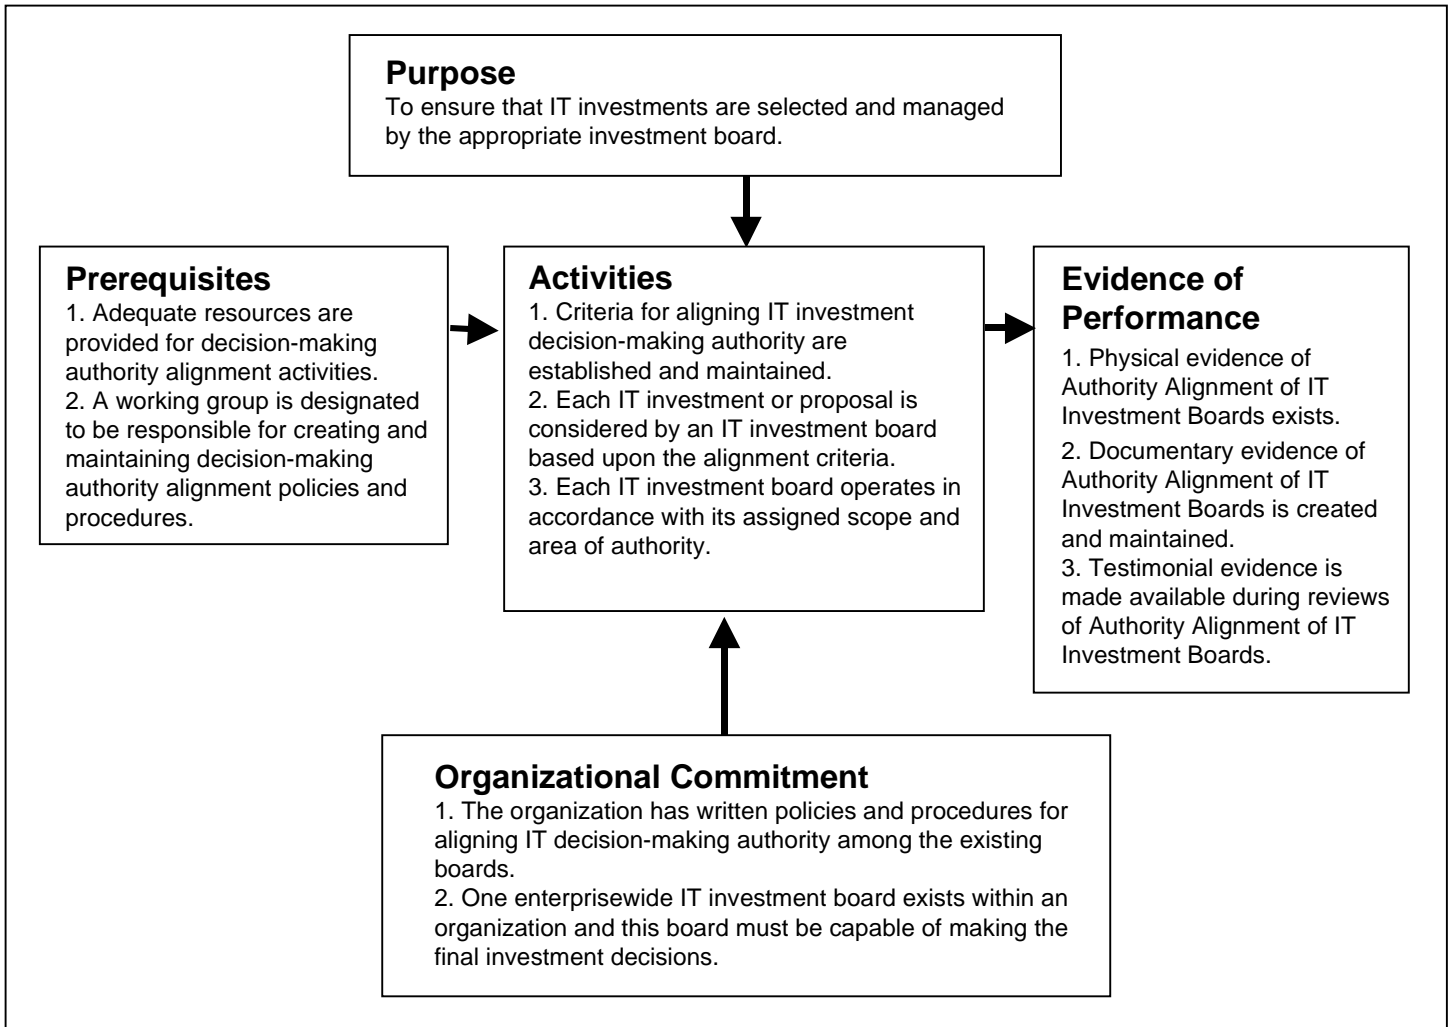 Purpose
To ensure that IT investments are selected and managed
by the appropriate investment board.
Prerequisites
1. Adequate resources are
provided for decision-making
authority alignment activities.
2. A working group is designated
to be responsible for creating and
maintaining decision-making
authority alignment policies and
procedures.
Activities
1. Criteria for aligning IT investment
decision-making authority are
established and maintained.
2. Each IT investment or proposal is
considered by an IT investment board
based upon the alignment criteria.
3. Each IT investment board operates in
accordance with its assigned scope and
area of authority.
Evidence of
Performance
1. Physical evidence of
Authority Alignment of IT
Investment Boards exists.
2. Documentary evidence of
Authority Alignment of IT
Investment Boards is created
and maintained.
3. Testimonial evidence is
made available during reviews
of Authority Alignment of IT
Investment Boards.
Organizational Commitment
1. The organization has written policies and procedures for
aligning IT decision-making authority among the existing
boards.
2. One enterprisewide IT investment board exists within an
organization and this board must be capable of making the
final investment decisions.